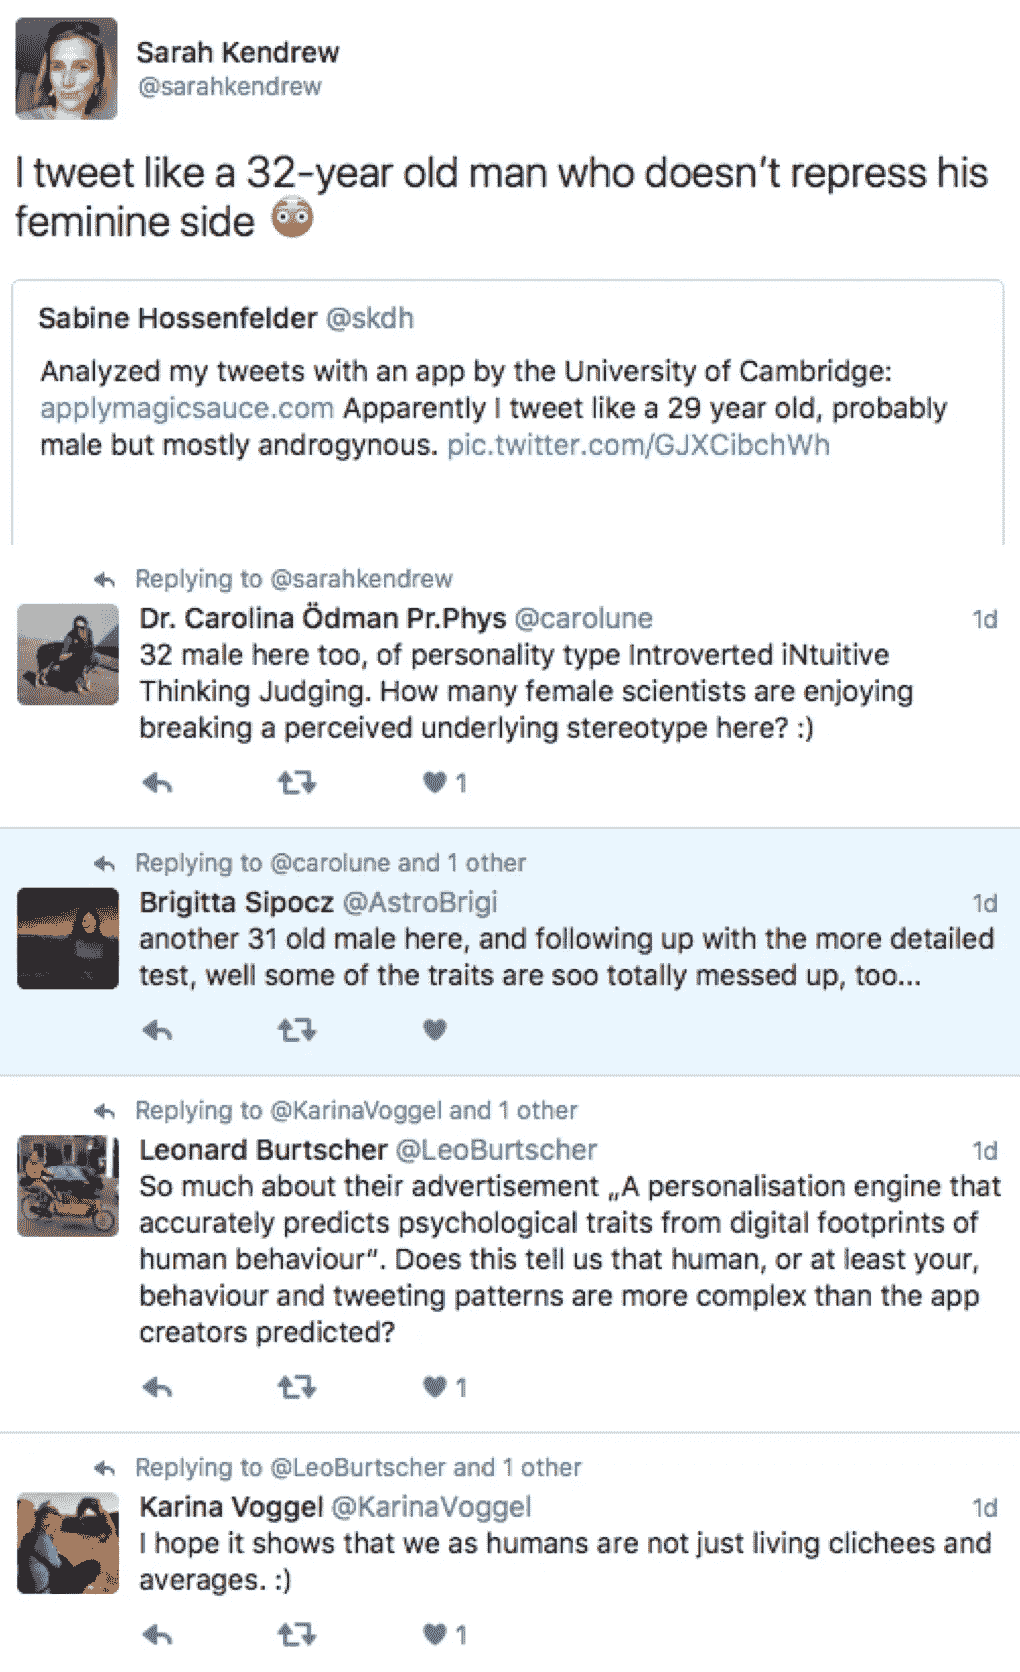 Sarah Kendrew
@sarahkendrew
I tweet like a 32-year old man who doesn't repress his
feminine side 😳
Sabine Hossenfelder @skdh
Analyzed my tweets with an app by the University of Cambridge:
applymagicsauce.com Apparently I tweet like a 29 year old, probably
male but mostly androgynous. pic.twitter.com/GJXCibchWh
Replying to @sarahkendrew
Dr. Carolina Ödman Pr.Phys @carolune 1d
32 male here too, of personality type Introverted iNtuitive
Thinking Judging. How many female scientists are enjoying
breaking a perceived underlying stereotype here? :)
1
Replying to @carolune and 1 other
Brigitta Sipocz @AstroBrigi 1d
another 31 old male here, and following up with the more detailed
test, well some of the traits are soo totally messed up, too...
Replying to @KarinaVoggel and 1 other
Leonard Burtscher @LeoBurtscher 1d
So much about their advertisement „A personalisation engine that
accurately predicts psychological traits from digital footprints of
human behaviour". Does this tell us that human, or at least your,
behaviour and tweeting patterns are more complex than the app
creators predicted?
1
Replying to @LeoBurtscher and 1 other
Karina Voggel @KarinaVoggel 1d
I hope it shows that we as humans are not just living clichees and
averages. :)
1